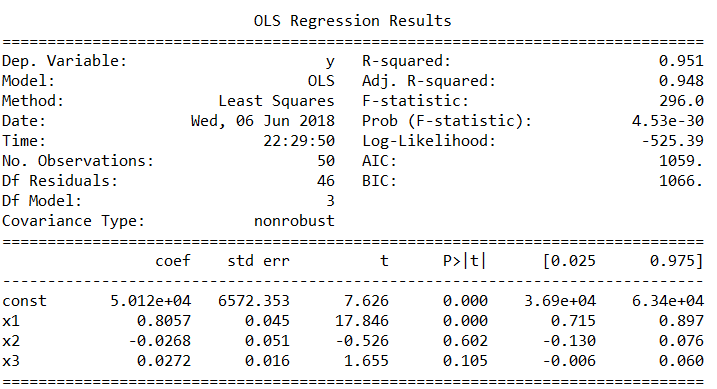 OLS Regression Results
==============================================================================
Dep. Variable:                      y   R-squared:                       0.951
Model:                            OLS   Adj. R-squared:                  0.948
Method:                 Least Squares   F-statistic:                     296.0
Date:                Wed, 06 Jun 2018   Prob (F-statistic):           4.53e-30
Time:                        22:29:50   Log-Likelihood:                -525.39
No. Observations:                  50   AIC:                             1059.
Df Residuals:                      46   BIC:                             1066.
Df Model:                           3
Covariance Type:            nonrobust
==============================================================================
                 coef    std err          t      P>|t|      [0.025      0.975]
------------------------------------------------------------------------------
const       5.012e+04   6572.353      7.626      0.000    3.69e+04    6.34e+04
x1             0.8057      0.045     17.846      0.000       0.715       0.897
x2            -0.0268      0.051     -0.526      0.602      -0.130       0.076
x3             0.0272      0.016      1.655      0.105      -0.006       0.060
==============================================================================